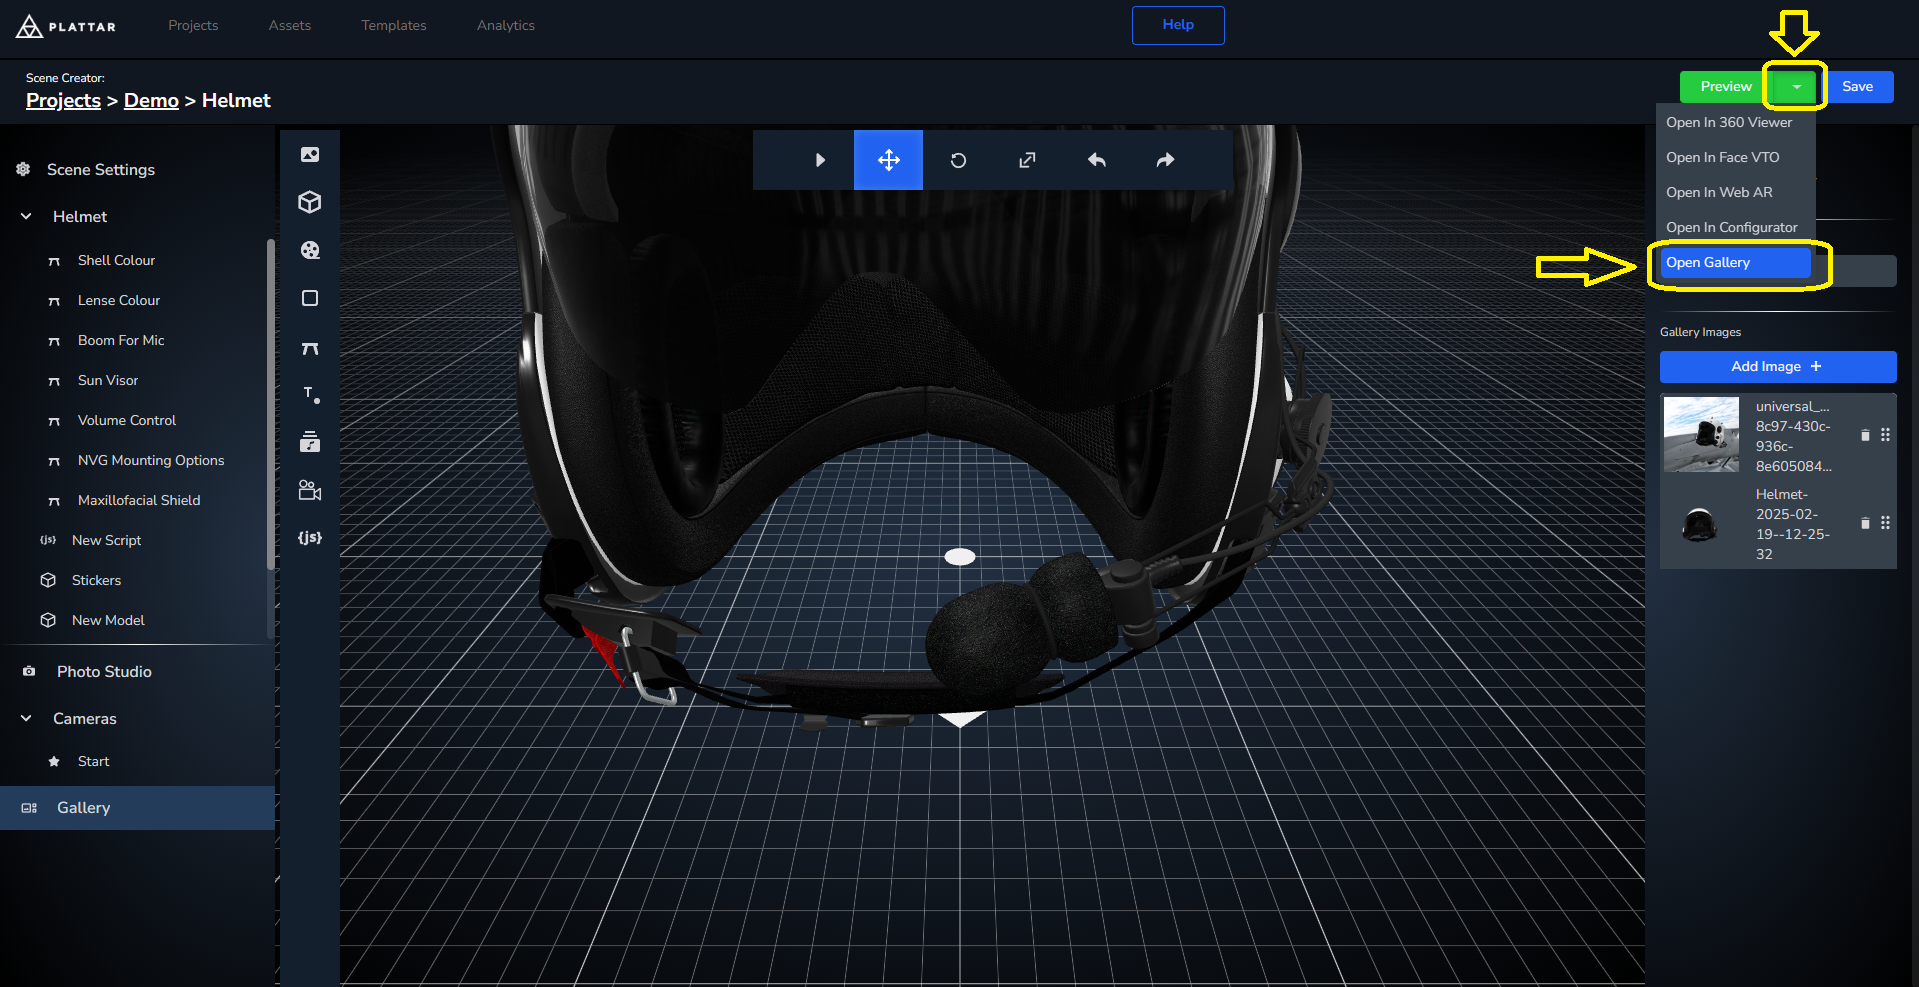 PLATTAR
Projects
Assets
Templates
Analytics
Help
Scene Creator:
Projects > Demo > Helmet
Preview
Save
Open In 360 Viewer
Open In Face VTO
Open In Web AR
Open In Configurator
Open Gallery
Scene Settings
Helmet
Shell Colour
Lense Colour
Boom For Mic
Sun Visor
Volume Control
NVG Mounting Options
Maxillofacial Shield
{js}
New Script
Stickers
New Model
Photo Studio
Cameras
Start
Gallery
T
{js}
Gallery Images
Add Image +
universal_...
8c97-430c-
936c-
8e605084...
Helmet-
2025-02-
19--12-25-
32